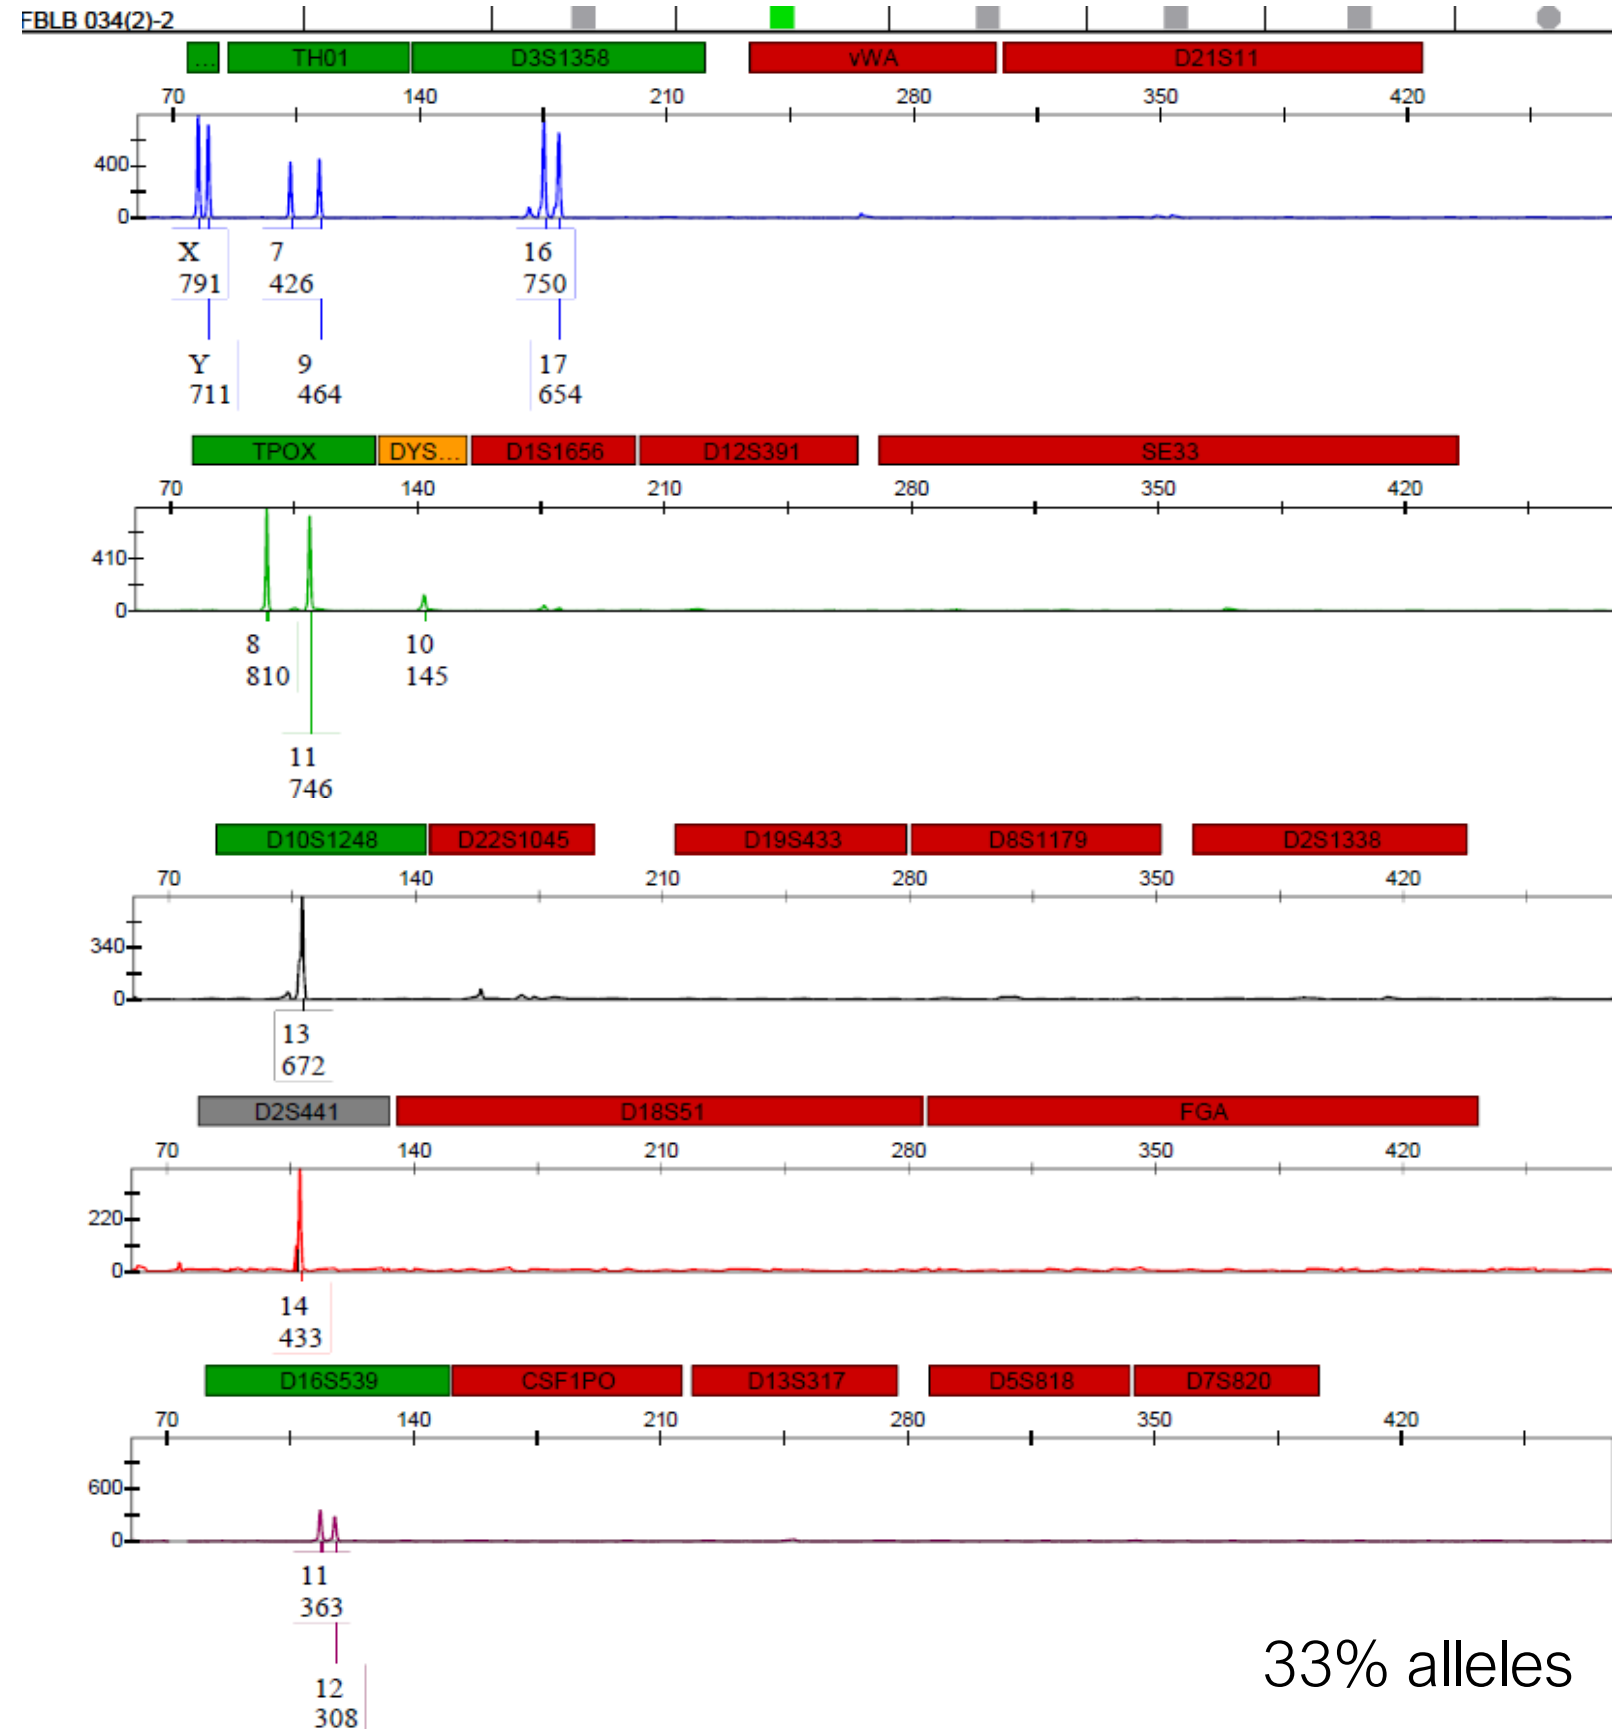 FBLB 034(2)-2
... TH01 D3S1358 vWA D21S11
70 140 210 280 350 420
400
0
X 7 16
791 426 750
Y 9 17
711 464 654
TPOX DYS... D1S1656 D12S391 SE33
70 140 210 280 350 420
410
0
8 10
810 145
11
746
D10S1248 D22S1045 D19S433 D8S1179 D2S1338
70 140 210 280 350 420
340
0
13
672
D2S441 D18S51 FGA
70 140 210 280 350 420
220
0
14
433
D16S539 CSF1PO D13S317 D5S818 D7S820
70 140 210 280 350 420
600
0
11
363
12
308
33% alleles